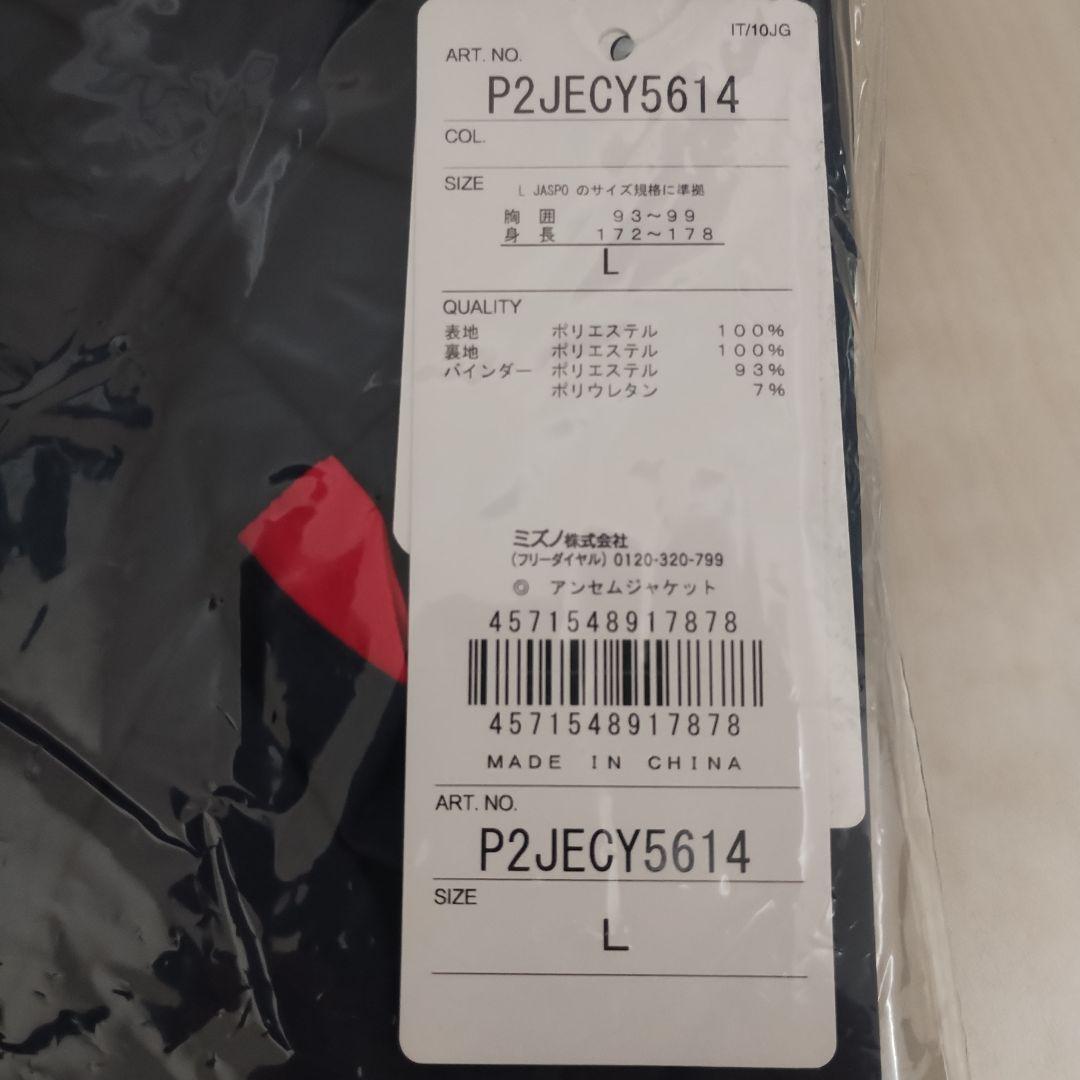 IT/10JG
ART. NO.
P2JECY5614
COL.
SIZE L JASPO のサイズ規格に準拠
胸 囲 93～99
身 長 172～178
L
QUALITY
表地 ポリエステル 100%
裏地 ポリエステル 100%
バインダー ポリエステル 93%
ポリウレタン 7%
ミズノ株式会社
(フリーダイヤル) 0120-320-799
◎ アンセムジャケット
4571548917878
4571548917878
MADE IN CHINA
ART. NO.
P2JECY5614
SIZE
L